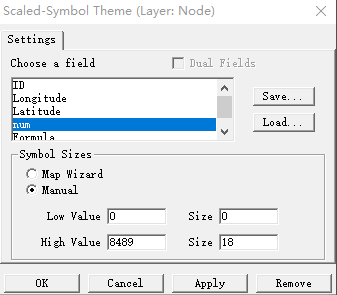 Scaled-Symbol Theme (Layer: Node)
Settings
Choose a field
Dual Fields
ID
Longitude
Latitude
num
Formula
Save...
Load...
Symbol Sizes
Map Wizard
Manual
Low Value 0 Size 0
High Value 8489 Size 18
OK Cancel Apply Remove